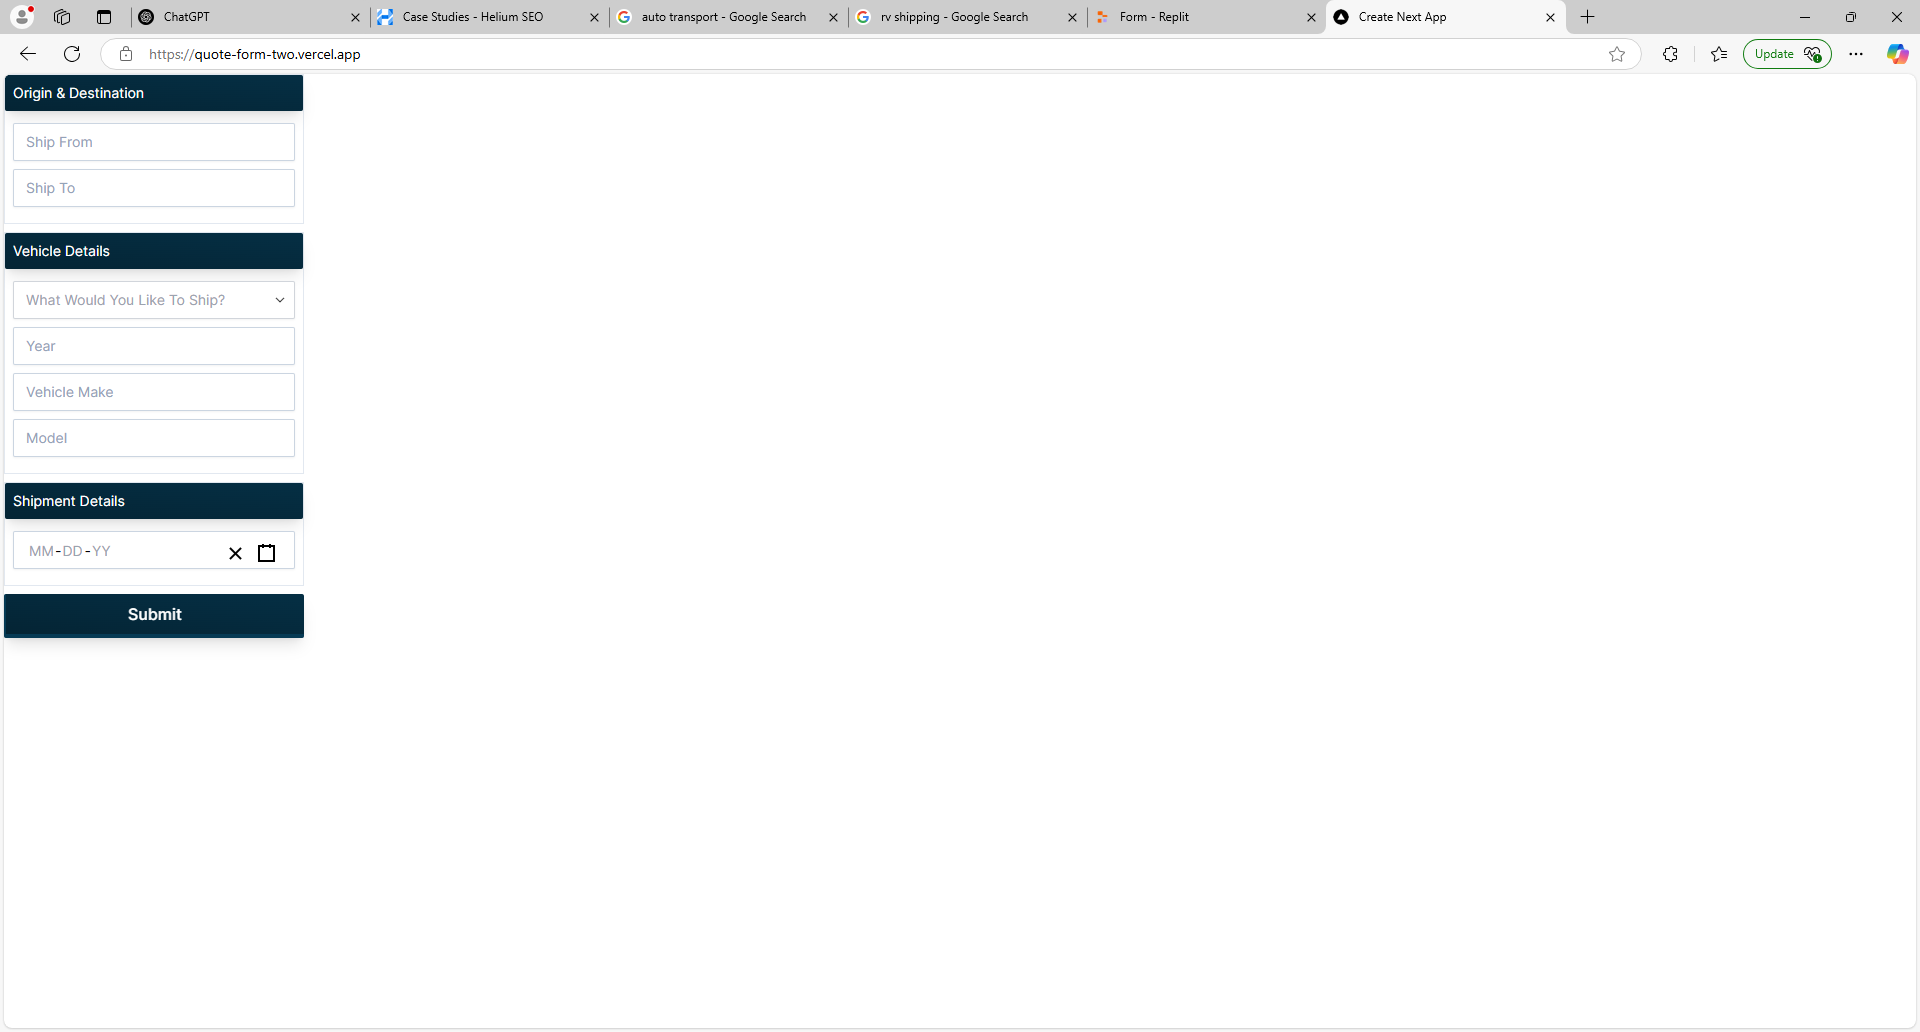 ChatGPT
Case Studies - Helium SEO
auto transport - Google Search
rv shipping - Google Search
Form - Replit
Create Next App
https://quote-form-two.vercel.app
Update
Origin & Destination
Ship From
Ship To
Vehicle Details
What Would You Like To Ship?
Year
Vehicle Make
Model
Shipment Details
MM-DD-YY
Submit